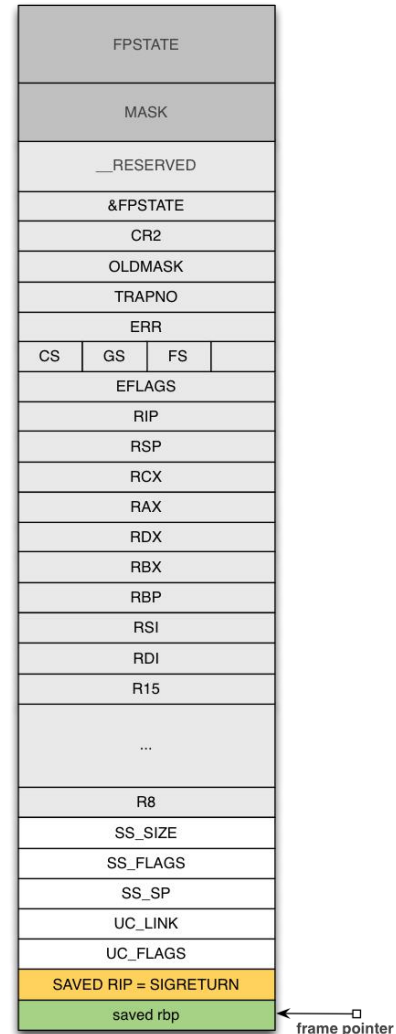 FPSTATE
MASK
__RESERVED
&FPSTATE
CR2
OLDMASK
TRAPNO
ERR
CS GS FS
EFLAGS
RIP
RSP
RCX
RAX
RDX
RBX
RBP
RSI
RDI
R15
...
R8
SS_SIZE
SS_FLAGS
SS_SP
UC_LINK
UC_FLAGS
SAVED RIP = SIGRETURN
saved rbp
frame pointer